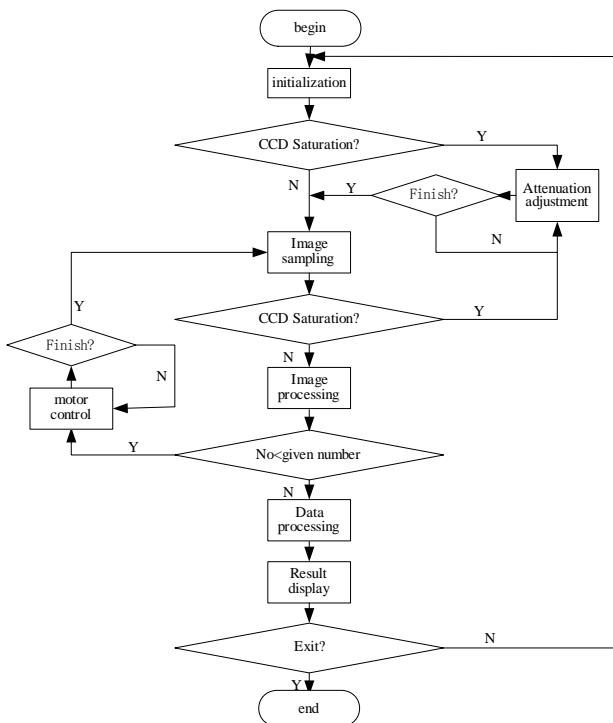 begin
initialization
CCD Saturation?
Y
N
Y
Finish?
Attenuation
adjustment
N
Image
sampling
Y
CCD Saturation?
Y
Finish?
N
N
Image
processing
motor
control
Y
No<given number
N
Data
processing
Result
display
Exit?
N
Y
end